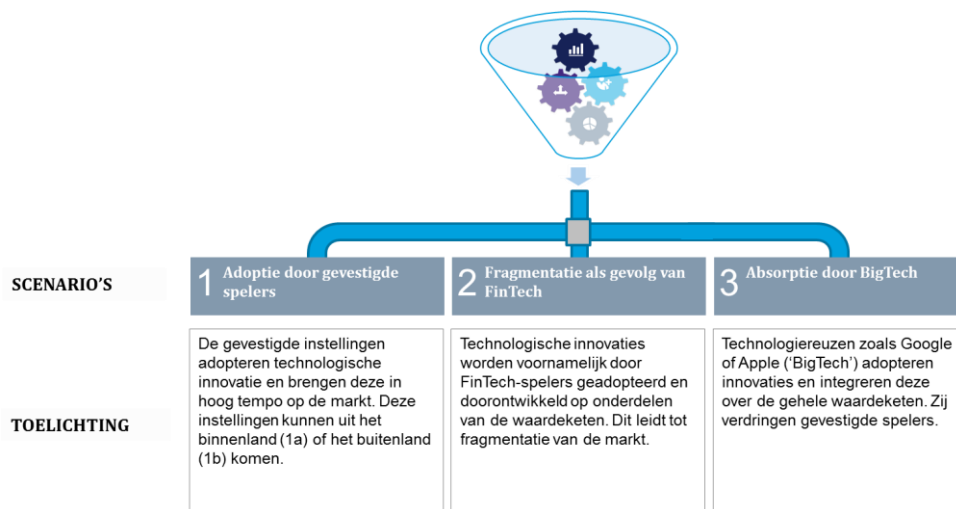 SCENARIO'S
1 Adoptie door gevestigde
spelers
2 Fragmentatie als gevolg van
FinTech
3 Absorptie door BigTech
TOELICHTING
De gevestigde instellingen
adopteren technologische
innovatie en brengen deze in
hoog tempo op de markt. Deze
instellingen kunnen uit het
binnenland (1a) of het buitenland
(1b) komen.
Technologische innovaties
worden voornamelijk door
FinTech-spelers geadopteerd en
doorontwikkeld op onderdelen
van de waardeketen. Dit leidt tot
fragmentatie van de markt.
Technologiereuzen zoals Google
of Apple (‘BigTech’) adopteren
innovaties en integreren deze
over de gehele waardeketen. Zij
verdringen gevestigde spelers.